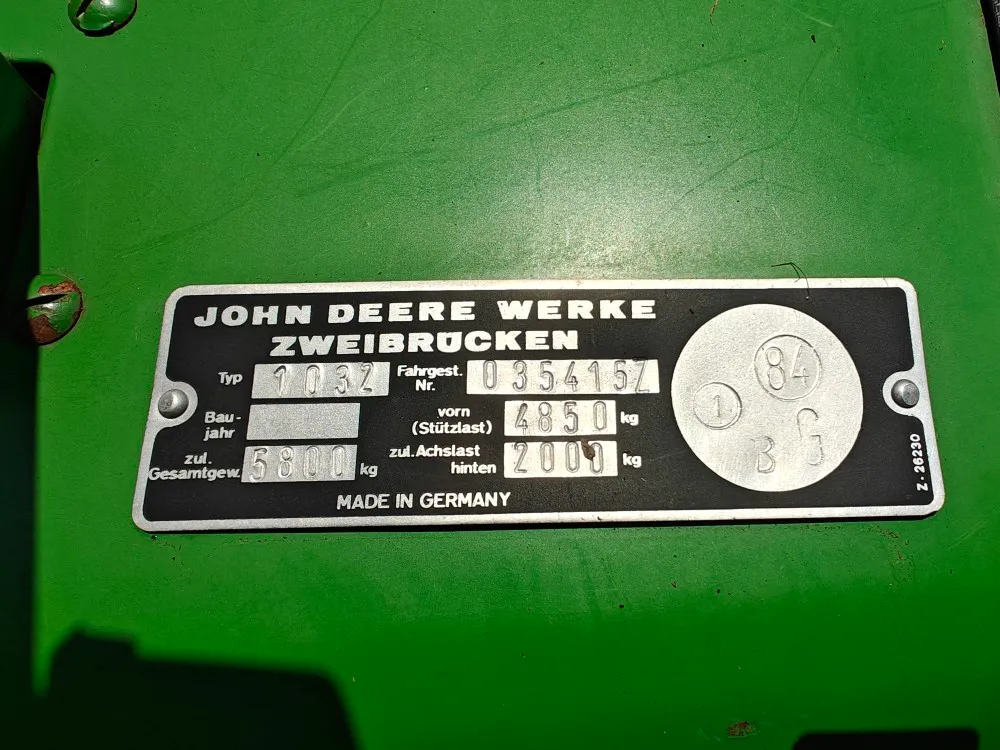 JOHN DEERE WERKE
ZWEIBRÜCKEN
Typ 1032 Fahrgest. Nr. 035415Z
Bau-jahr
vorn (Stützlast) 4850 kg
zul. Gesamtgew. 5800 kg
zul. Achslast hinten 2000 kg
MADE IN GERMANY
84
1
B G
Z-26230